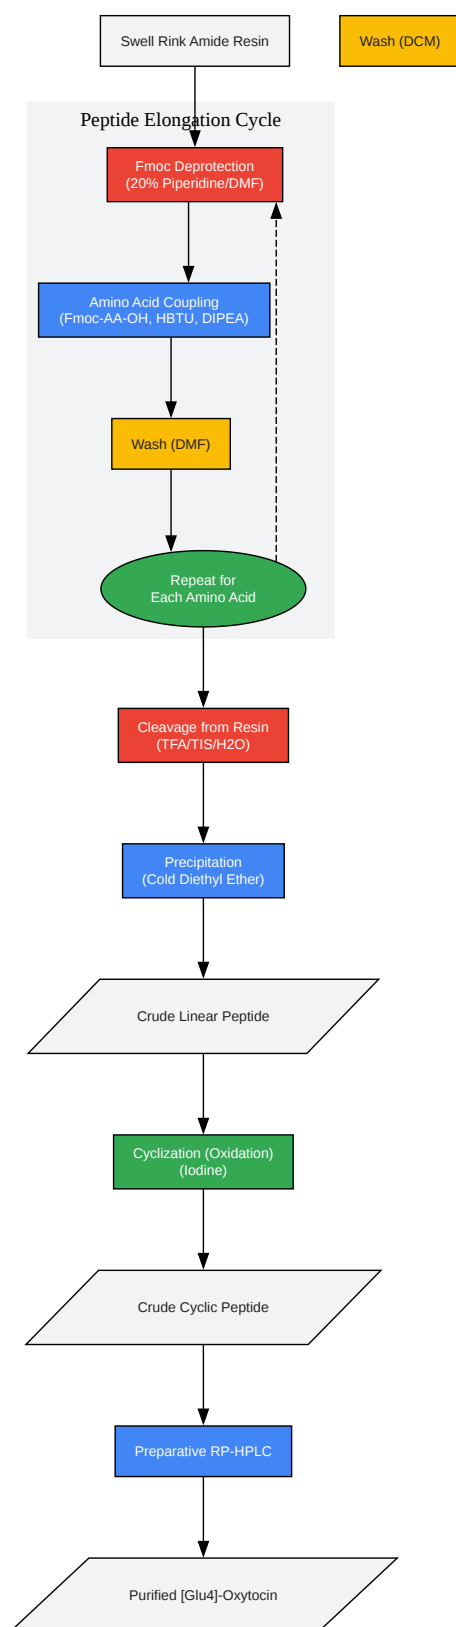 Swell Rink Amide Resin
Wash (DCM)
Peptide Elongation Cycle
Fmoc Deprotection
(20% Piperidine/DMF)
Amino Acid Coupling
(Fmoc-AA-OH, HBTU, DIPEA)
Wash (DMF)
Repeat for
Each Amino Acid
Cleavage from Resin
(TFA/TIS/H2O)
Precipitation
(Cold Diethyl Ether)
Crude Linear Peptide
Cyclization (Oxidation)
(Iodine)
Crude Cyclic Peptide
Preparative RP-HPLC
Purified [Glu4]-Oxytocin